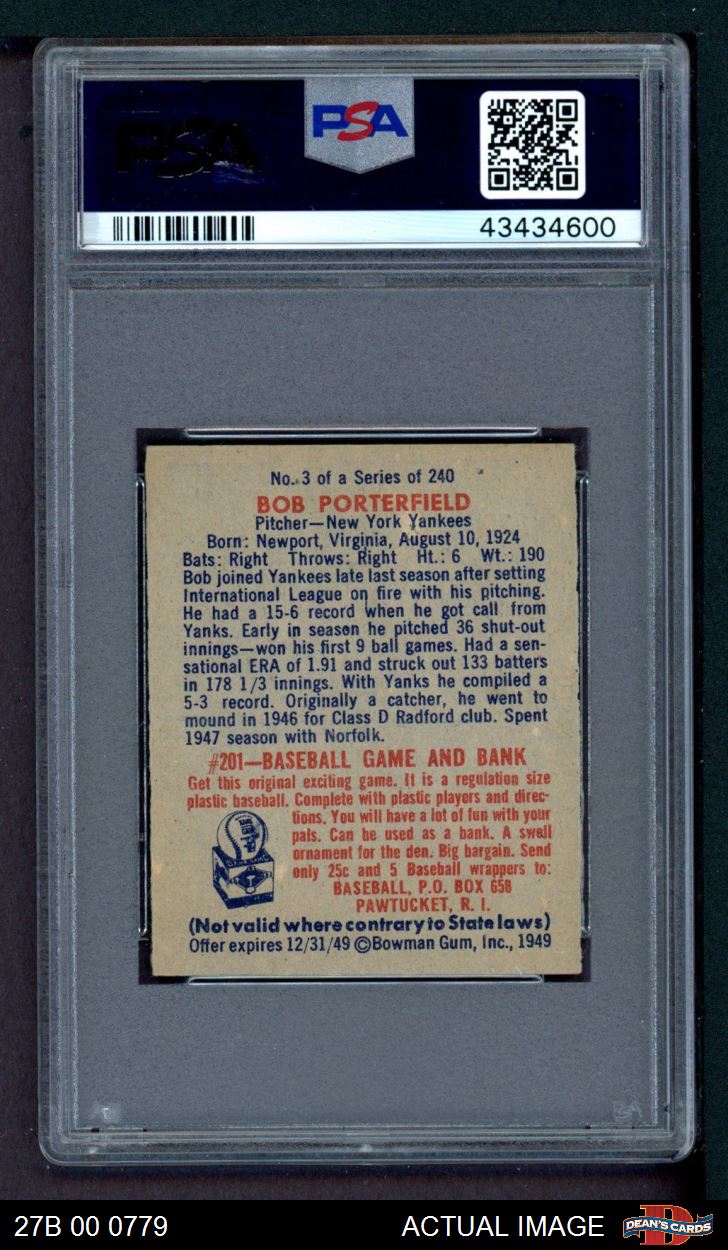 PSA
PSA
43434600
No. 3 of a Series of 240
BOB PORTERFIELD
Pitcher—New York Yankees
Born: Newport, Virginia, August 10, 1924
Bats: Right Throws: Right Ht.: 6 Wt.: 190
Bob joined Yankees late last season after setting
International League on fire with his pitching.
He had a 15-6 record when he got call from
Yanks. Early in season he pitched 36 shut-out
innings—won his first 9 ball games. Had a sen-
sational ERA of 1.91 and struck out 133 batters
in 178 1/3 innings. With Yanks he compiled a
5-3 record. Originally a catcher, he went to
mound in 1946 for Class D Radford club. Spent
1947 season with Norfolk.
#201—BASEBALL GAME AND BANK
Get this original exciting game. It is a regulation size
plastic baseball. Complete with plastic players and direc-
tions. You will have a lot of fun with your
pals. Can be used as a bank. A swell
ornament for the den. Big bargain. Send
only 25c and 5 Baseball wrappers to:
BASEBALL, P.O. BOX 658
PAWTUCKET, R. I.
(Not valid where contrary to State laws)
Offer expires 12/31/49 ©Bowman Gum, Inc., 1949
27B 00 0779
ACTUAL IMAGE
DEAN'S CARDS